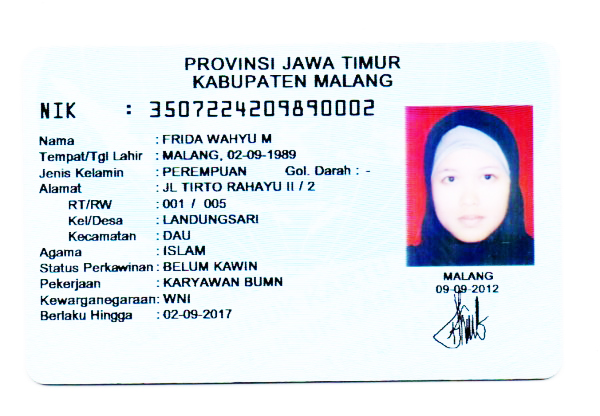 PROVINSI JAWA TIMUR
KABUPATEN MALANG
NIK : 3507224209890002
Nama : FRIDA WAHYU M
Tempat/Tgl Lahir : MALANG, 02-09-1989
Jenis Kelamin : PEREMPUAN Gol. Darah : -
Alamat : JL TIRTO RAHAYU II / 2
RT/RW : 001 / 005
Kel/Desa : LANDUNGSARI
Kecamatan : DAU
Agama : ISLAM
Status Perkawinan : BELUM KAWIN
Pekerjaan : KARYAWAN BUMN
Kewarganegaraan : WNI
Berlaku Hingga : 02-09-2017
MALANG
09-09-2012